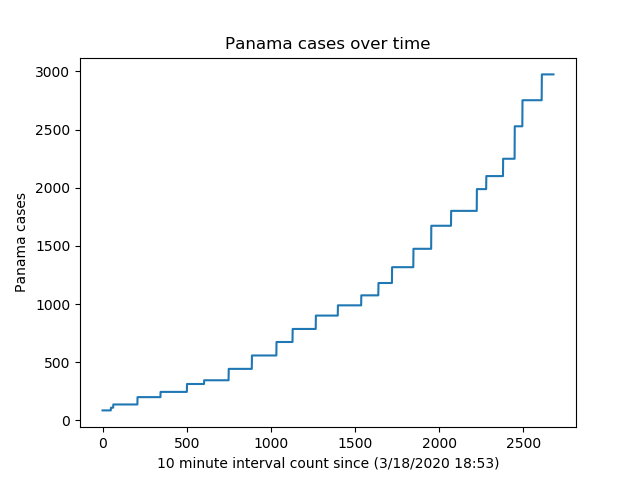 Panama cases over time
3000
2500
2000
1500
1000
500
0
Panama cases
0 500 1000 1500 2000 2500
10 minute interval count since (3/18/2020 18:53)